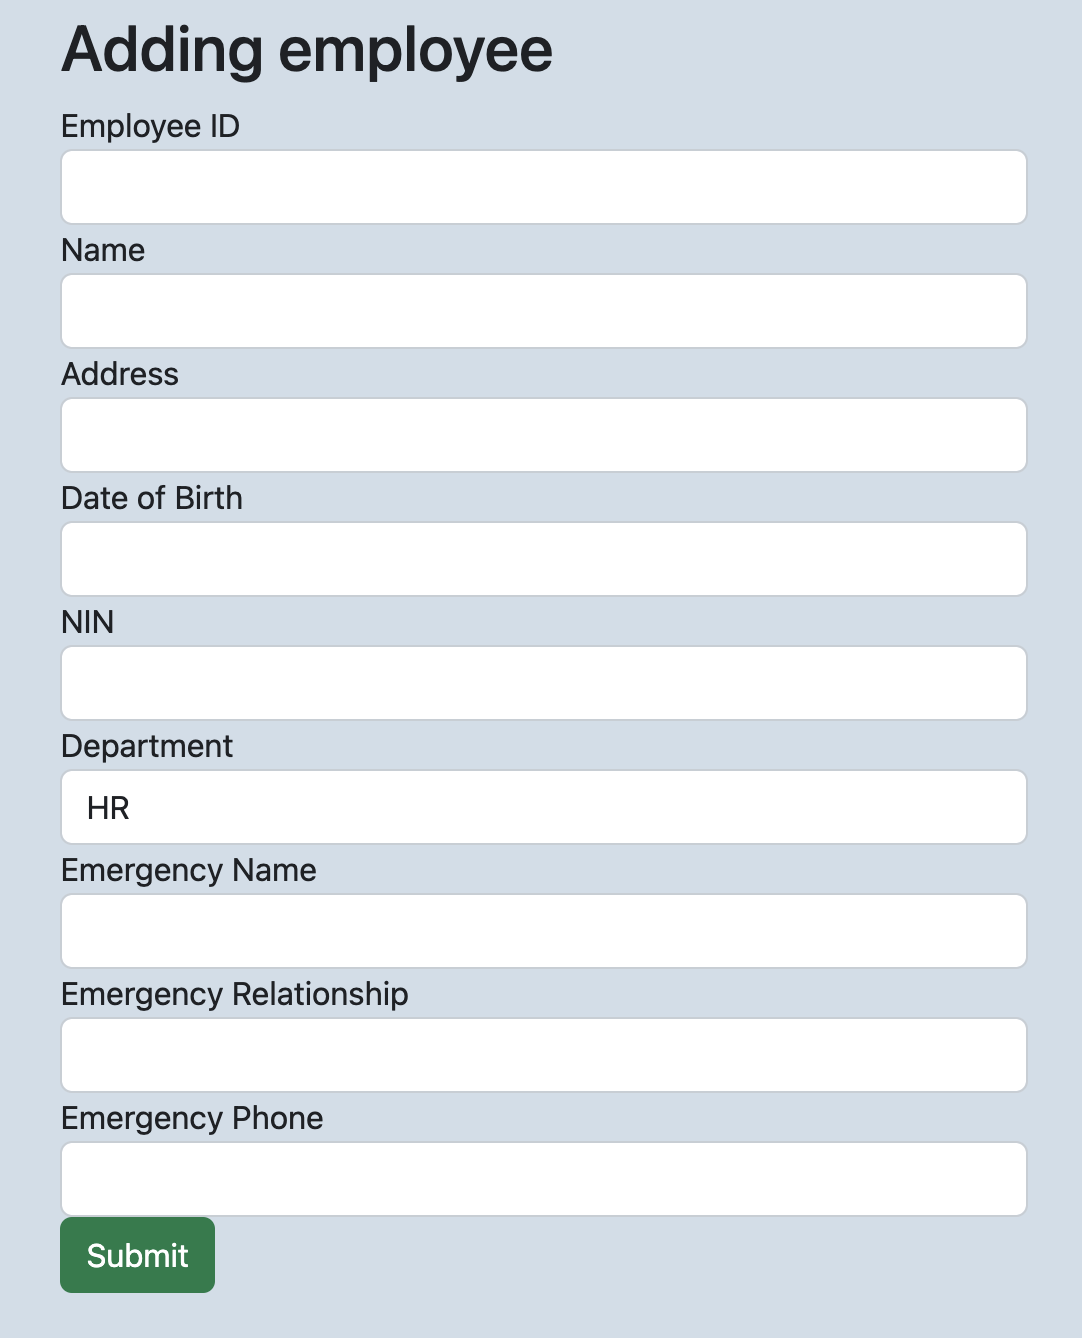 Adding employee
Employee ID
Name
Address
Date of Birth
NIN
Department
HR
Emergency Name
Emergency Relationship
Emergency Phone
Submit